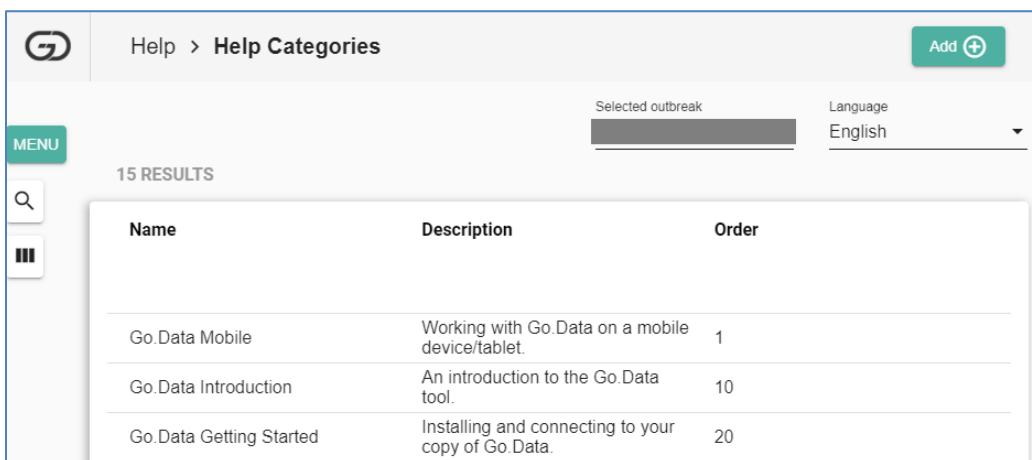 Help > Help Categories
Add
Selected outbreak
Language
English
MENU
15 RESULTS
Name Description Order
Go.Data Mobile Working with Go.Data on a mobile device/tablet. 1
Go.Data Introduction An introduction to the Go.Data tool. 10
Go.Data Getting Started Installing and connecting to your copy of Go.Data. 20